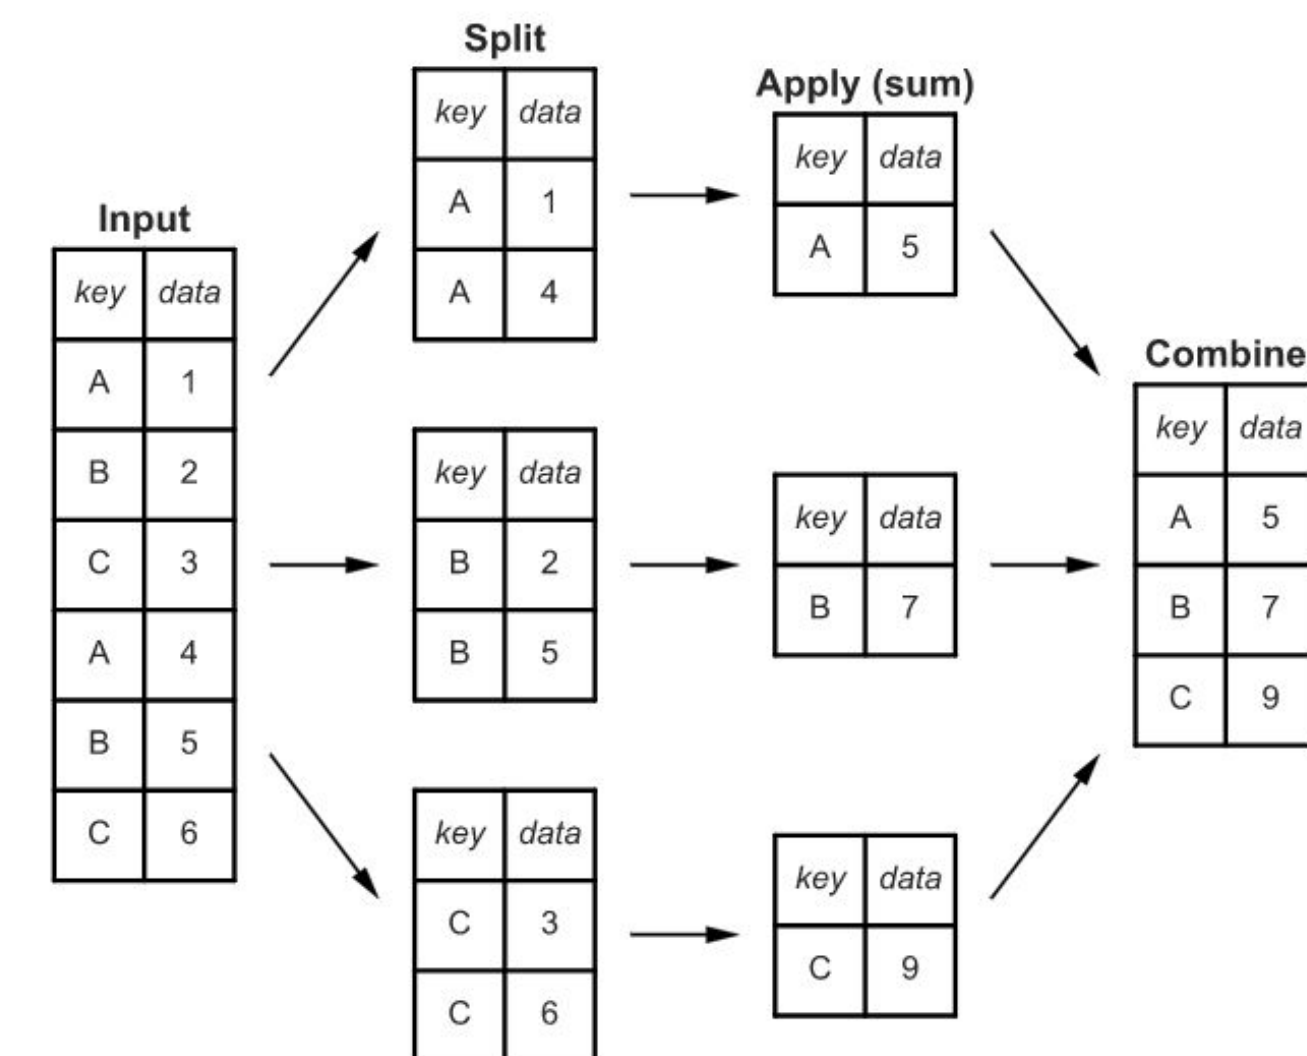 Input
key data
A 1
B 2
C 3
A 4
B 5
C 6
Split
key data
A 1
A 4
key data
B 2
B 5
key data
C 3
C 6
Apply (sum)
key data
A 5
key data
B 7
key data
C 9
Combine
key data
A 5
B 7
C 9